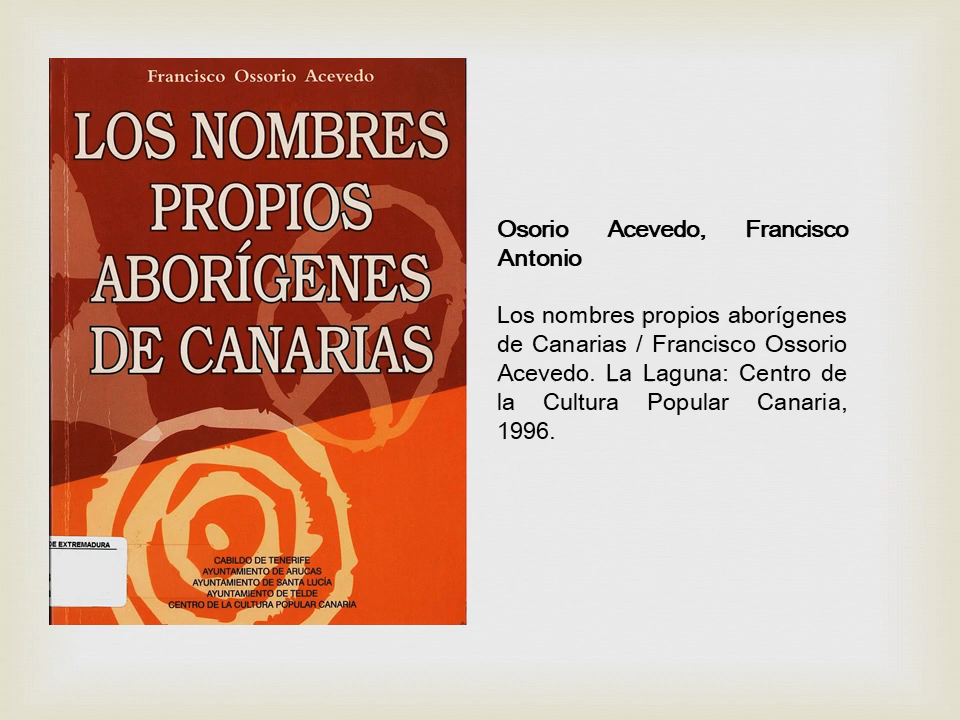 Francisco Ossorio Acevedo
LOS NOMBRES
PROPIOS
ABORÍGENES
DE CANARIAS
DE EXTREMADURA
CABILDO DE TENERIFE
AYUNTAMIENTO DE ARUCAS
AYUNTAMIENTO DE SANTA LUCÍA
AYUNTAMIENTO DE TELDE
CENTRO DE LA CULTURA POPULAR CANARIA
Osorio Acevedo, Francisco
Antonio
Los nombres propios aborígenes
de Canarias / Francisco Ossorio
Acevedo. La Laguna: Centro de
la Cultura Popular Canaria,
1996.